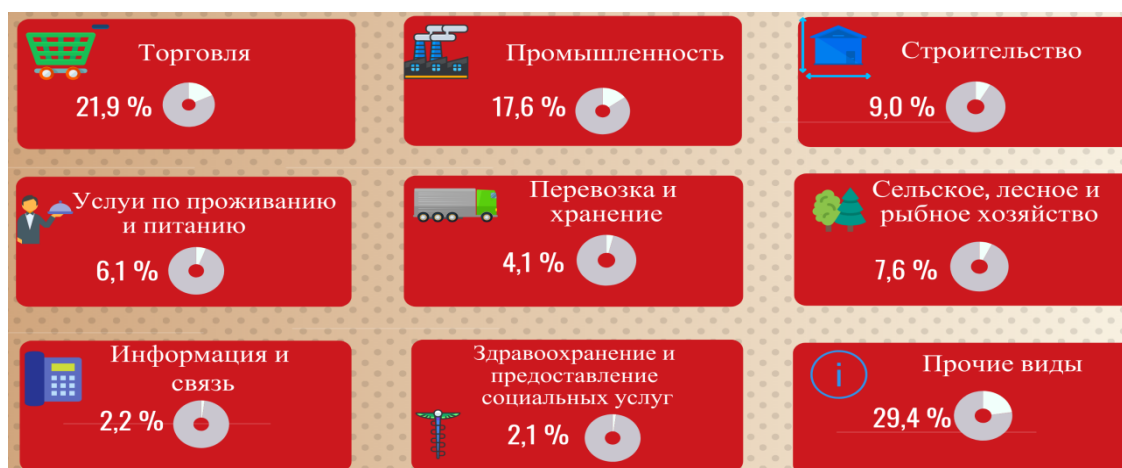 Торговля
21,9 %
Промышленность
17,6 %
Строительство
9,0 %
Услуи по проживанию
и питанию
6,1 %
Перевозка и
хранение
4,1 %
Сельское, лесное и
рыбное хозяйство
7,6 %
Информация и
связь
2,2 %
Здравоохранение и
предоставление
социальных услуг
2,1 %
i
Прочие виды
29,4 %